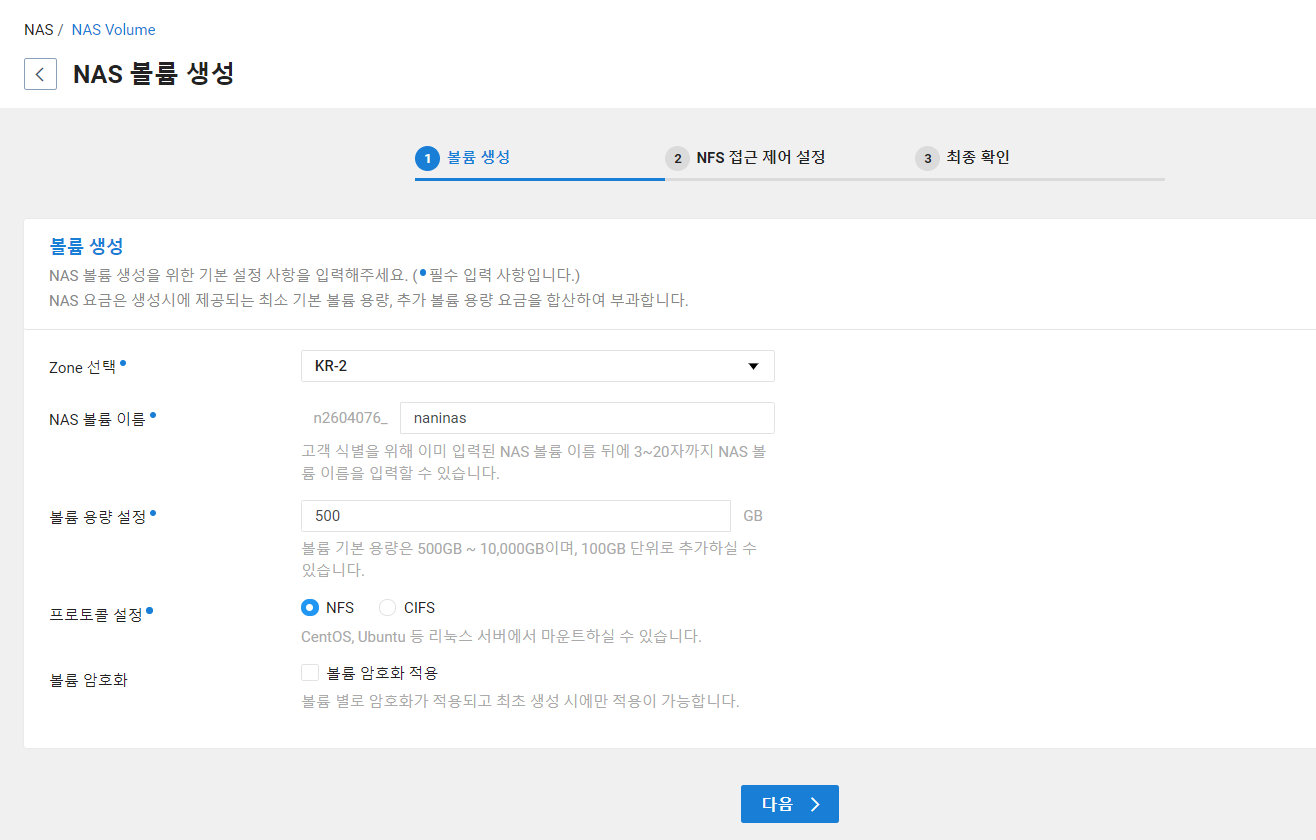 NAS / NAS Volume
NAS 볼륨 생성
1 볼륨 생성
2 NFS 접근 제어 설정
3 최종 확인
볼륨 생성
NAS 볼륨 생성을 위한 기본 설정 사항을 입력해주세요. (•필수 입력 사항입니다.)
NAS 요금은 생성시에 제공되는 최소 기본 볼륨 용량, 추가 볼륨 용량 요금을 합산하여 부과합니다.
Zone 선택•
KR-2
NAS 볼륨 이름•
n2604076_ naninas
고객 식별을 위해 이미 입력된 NAS 볼륨 이름 뒤에 3~20자까지 NAS 볼
륨 이름을 입력할 수 있습니다.
볼륨 용량 설정•
500 GB
볼륨 기본 용량은 500GB ~ 10,000GB이며, 100GB 단위로 추가하실 수
있습니다.
프로토콜 설정•
NFS CIFS
CentOS, Ubuntu 등 리눅스 서버에서 마운트하실 수 있습니다.
볼륨 암호화
볼륨 암호화 적용
볼륨 별로 암호화가 적용되고 최초 생성 시에만 적용이 가능합니다.
다음